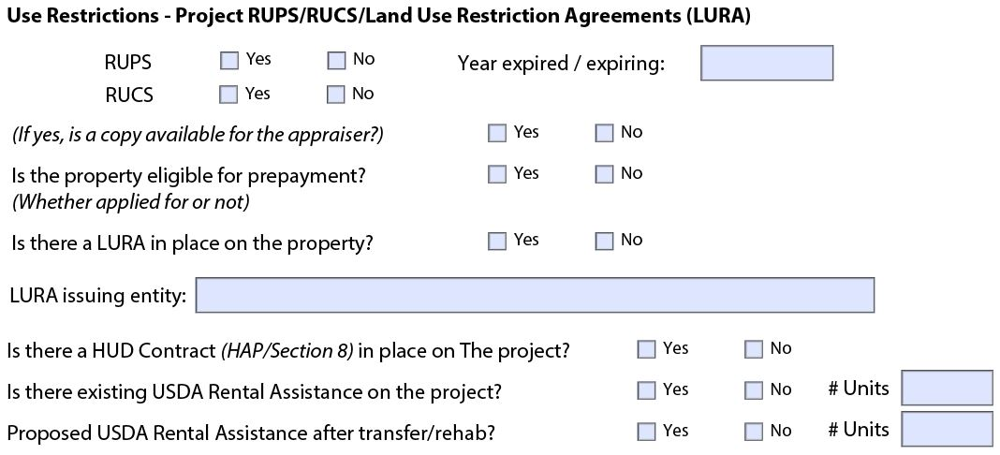 Use Restrictions - Project RUPS/RUCS/Land Use Restriction Agreements (LURA)
RUPS Yes No Year expired / expiring:
RUCS Yes No
(If yes, is a copy available for the appraiser?) Yes No
Is the property eligible for prepayment? Yes No
(Whether applied for or not)
Is there a LURA in place on the property? Yes No
LURA issuing entity:
Is there a HUD Contract (HAP/Section 8) in place on The project? Yes No
Is there existing USDA Rental Assistance on the project? Yes No # Units
Proposed USDA Rental Assistance after transfer/rehab? Yes No # Units